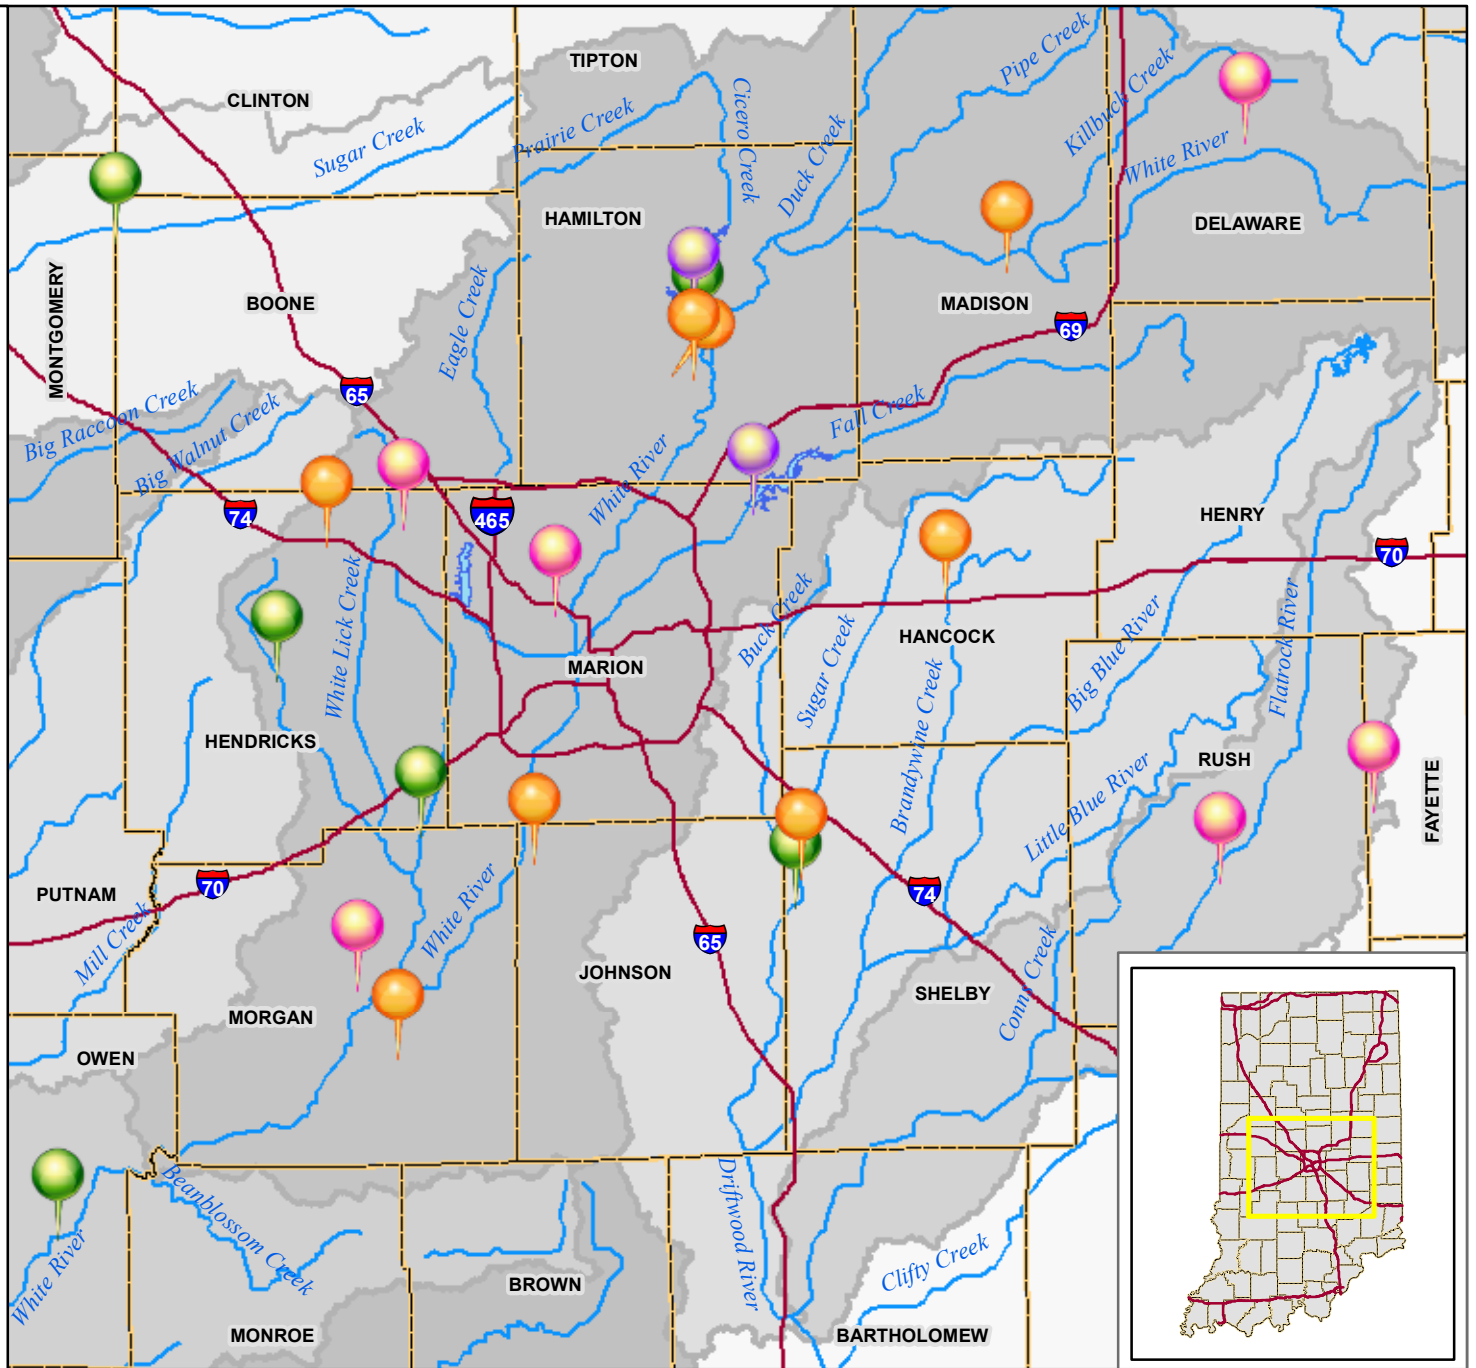 TIPTON
CLINTON
Pipe Creek
Cicero Creek
Killbuck Creek
Sugar Creek
Prairie Creek
Duck Creek
White River
HAMILTON
DELAWARE
BOONE
MONTGOMERY
Eagle Creek
MADISON
69
65
Big Raccoon Creek
Big Walnut Creek
Fall Creek
White River
74
465
HENRY
70
White Lick Creek
Buck Creek
HANCOCK
Sugar Creek
Big Blue River
Flatrock River
MARION
Brandywine Creek
HENDRICKS
RUSH
Little Blue River
FAYETTE
PUTNAM
70
74
Mill Creek
White River
65
JOHNSON
SHELBY
Conns Creek
MORGAN
OWEN
Beanblossom Creek
Driftwood River
White River
Clifty Creek
BROWN
MONROE
BARTHOLOMEW